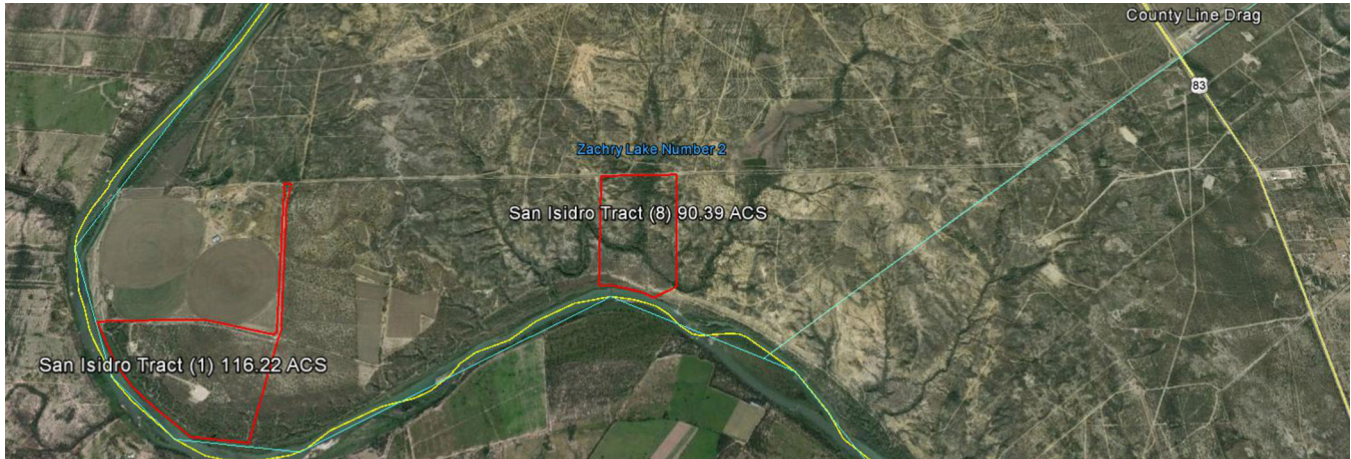 County Line Drag
83
Zachry Lake Number 2
San Isidro Tract (8) 90.39 ACS
San Isidro Tract (1) 116.22 ACS